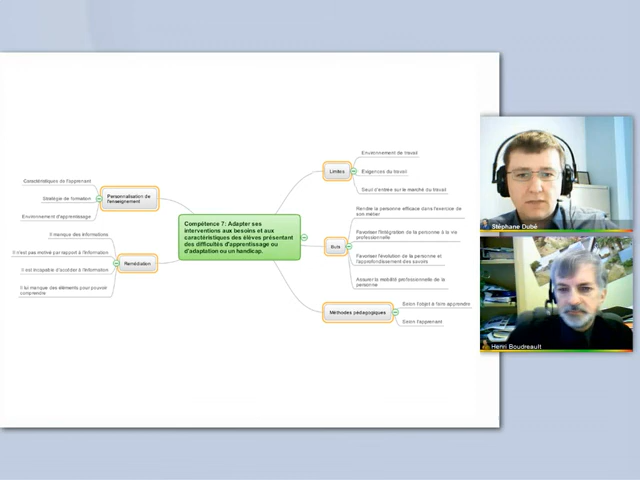 Compétence 7: Adapter ses
interventions aux besoins et aux
caractéristiques des élèves présentant
des difficultés d'apprentissage ou
d'adaptation ou un handicap.
Personnalisation de
l'enseignement
Caractéristiques de l'apprenant
Stratégie de formation
Environnement d'apprentissage
Remédiation
Il manque des informations
Il n'est pas motivé par rapport à l'information
Il est incapable d'accéder à l'information
Il lui manque des éléments pour pouvoir
comprendre
Limites
Environnement de travail
Exigences du travail
Seuil d'entrée sur le marché du travail
Buts
Rendre la personne efficace dans l'exercice de
son métier
Favoriser l'intégration de la personne à la vie
professionnelle
Favoriser l'évolution de la personne et
l'approfondissement des savoirs
Assurer la mobilité professionnelle de la
personne
Méthodes pédagogiques
Selon l'objet à faire apprendre
Selon l'apprenant
Stéphane Dubé
Henri Boudreault